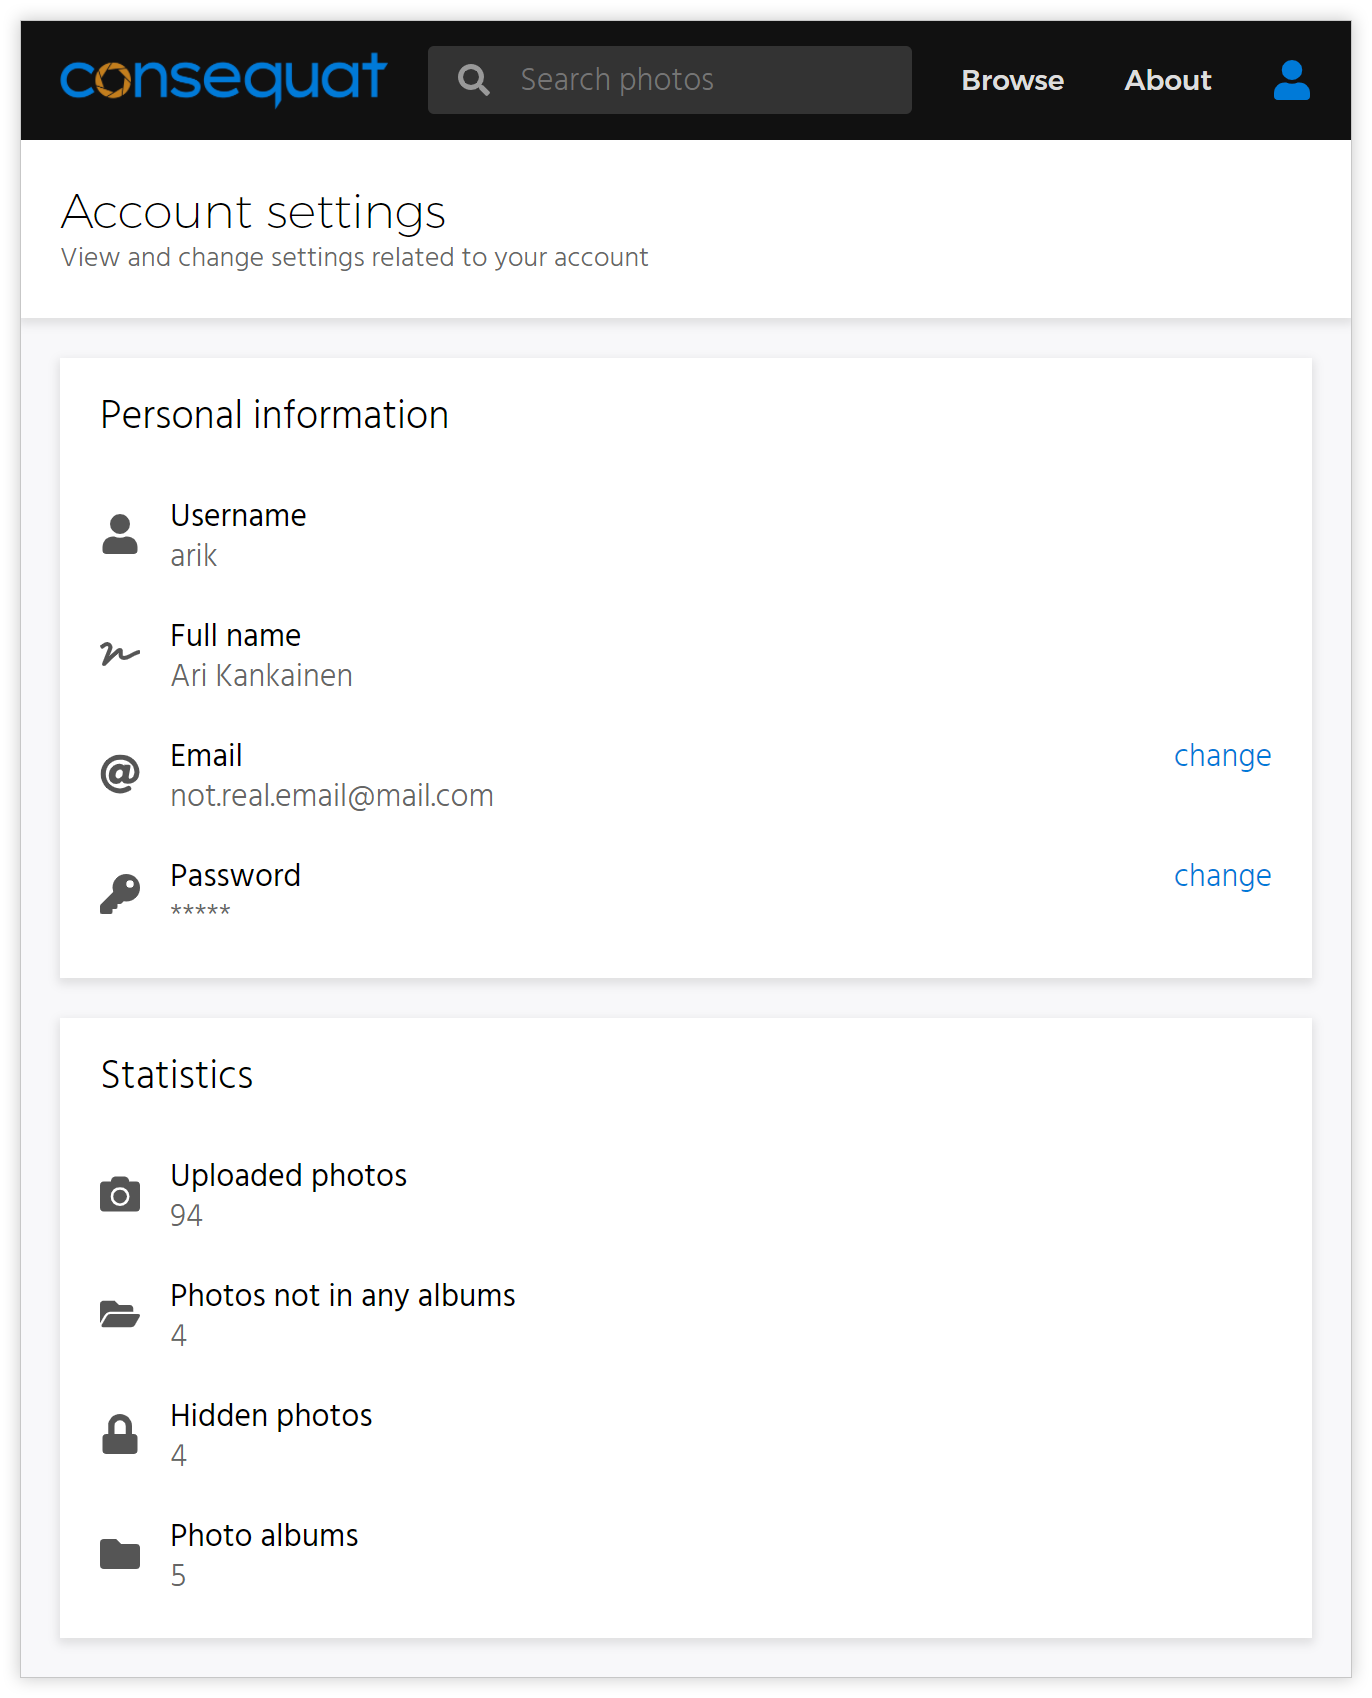 consequat
Search photos
Browse
About
Account settings
View and change settings related to your account
Personal information
Username
arik
Full name
Ari Kankainen
Email
change
not.real.email@mail.com
Password
change
*****
Statistics
Uploaded photos
94
Photos not in any albums
4
Hidden photos
4
Photo albums
5